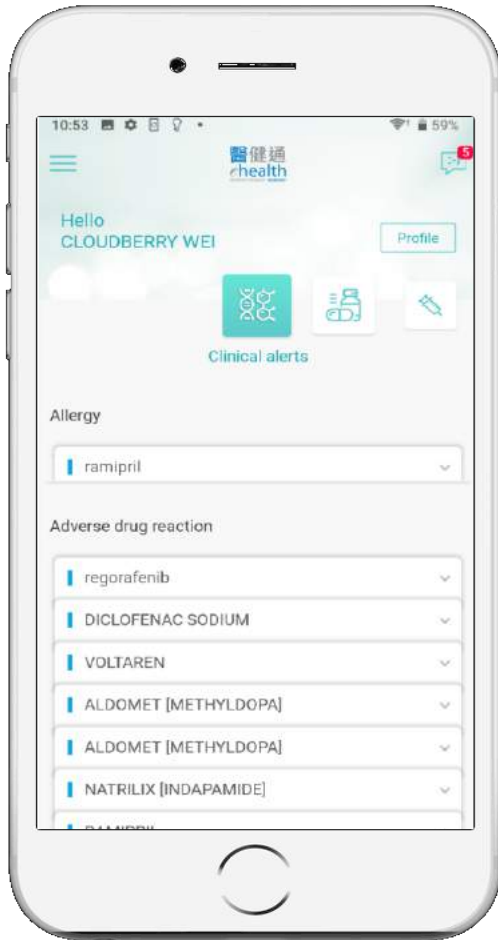 10:53
59%
醫健通
ehealth
5
Hello
CLOUDBERRY WEI
Profile
Clinical alerts
Allergy
ramipril
Adverse drug reaction
regorafenib
DICLOFENAC SODIUM
VOLTAREN
ALDOMET [METHYLDOPA]
ALDOMET [METHYLDOPA]
NATRILIX [INDAPAMIDE]